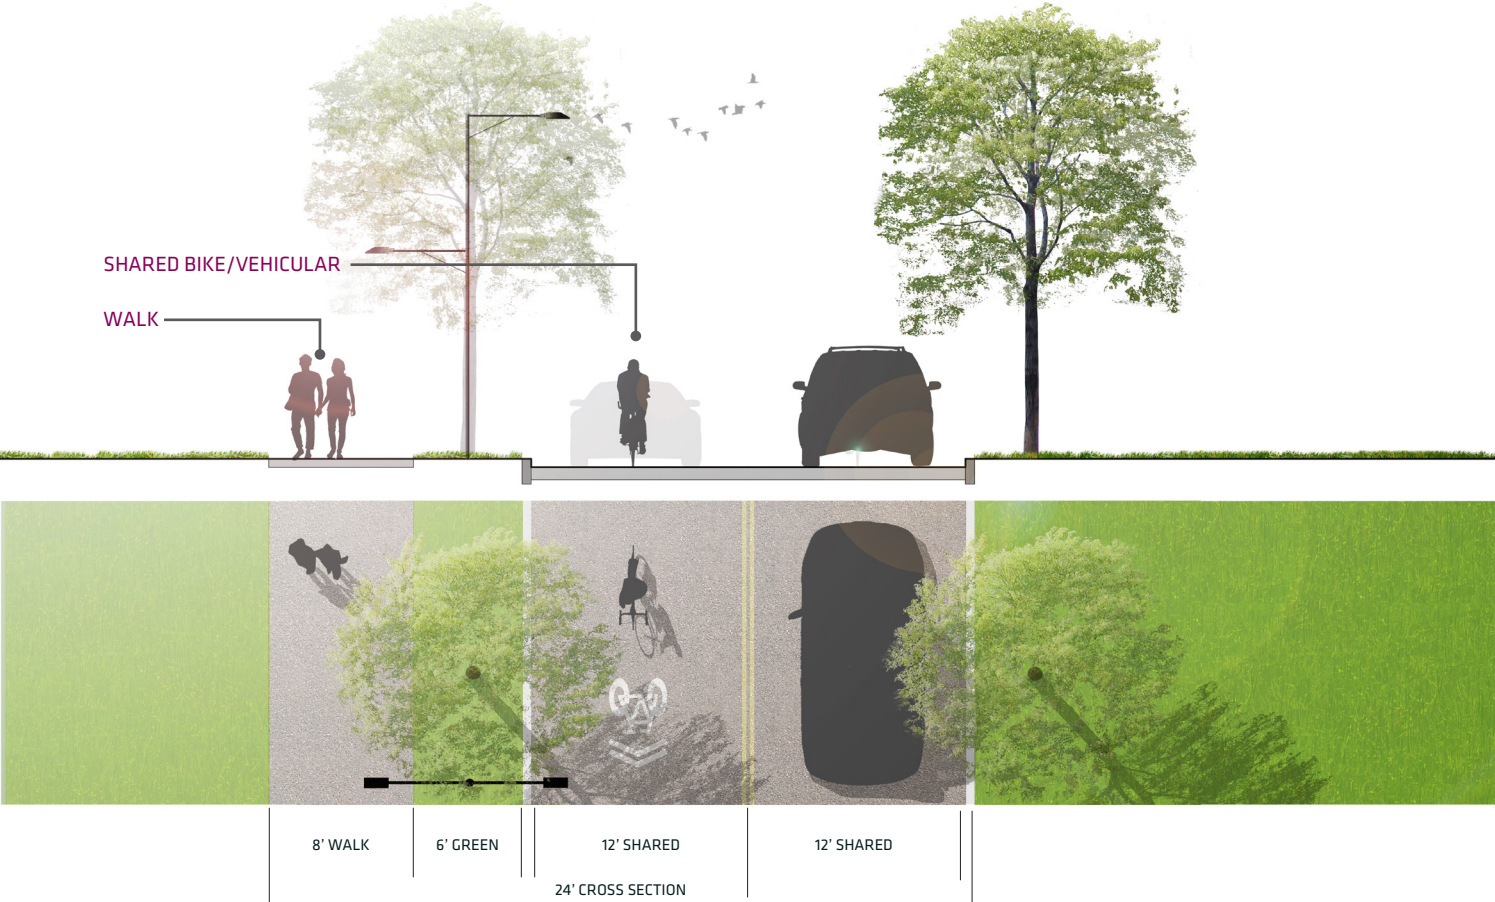 SHARED BIKE/VEHICULAR
WALK
8’ WALK
6’ GREEN
12’ SHARED
12’ SHARED
24’ CROSS SECTION